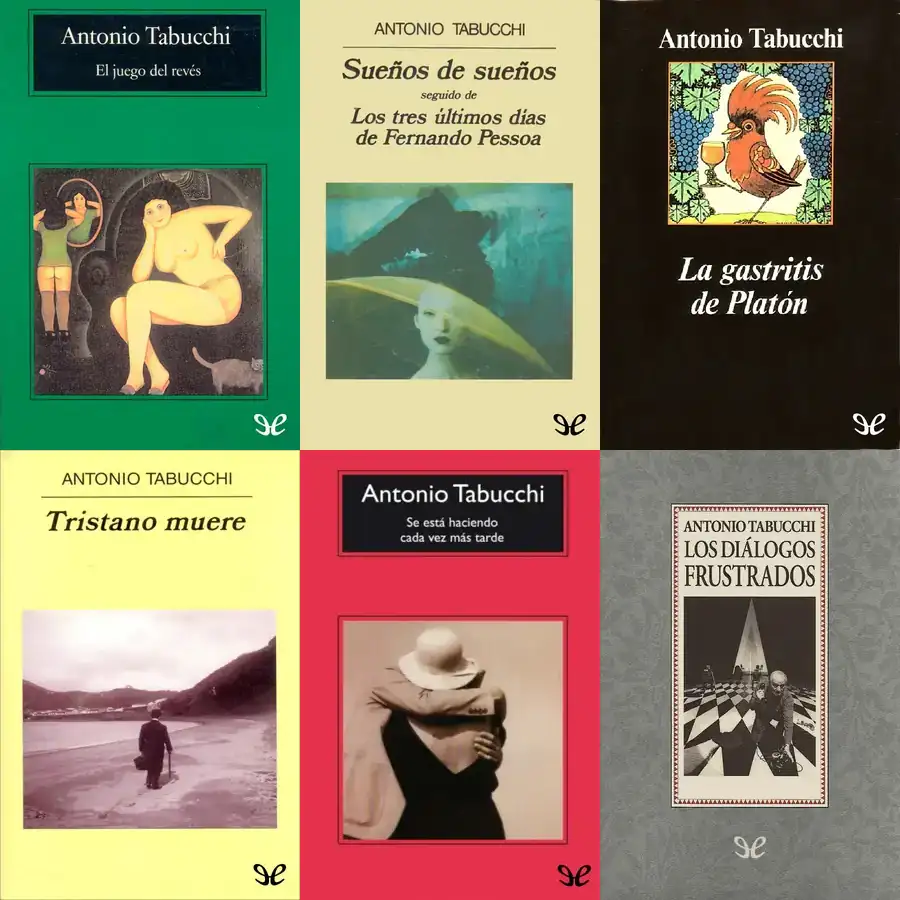 Antonio Tabucchi
El juego del revés
ANTONIO TABUCCHI
Sueños de sueños
seguido de
Los tres últimos días
de Fernando Pessoa
Antonio Tabucchi
La gastritis
de Platón
ANTONIO TABUCCHI
Tristano muere
Antonio Tabucchi
Se está haciendo
cada vez más tarde
ANTONIO TABUCCHI
LOS DIÁLOGOS
FRUSTRADOS